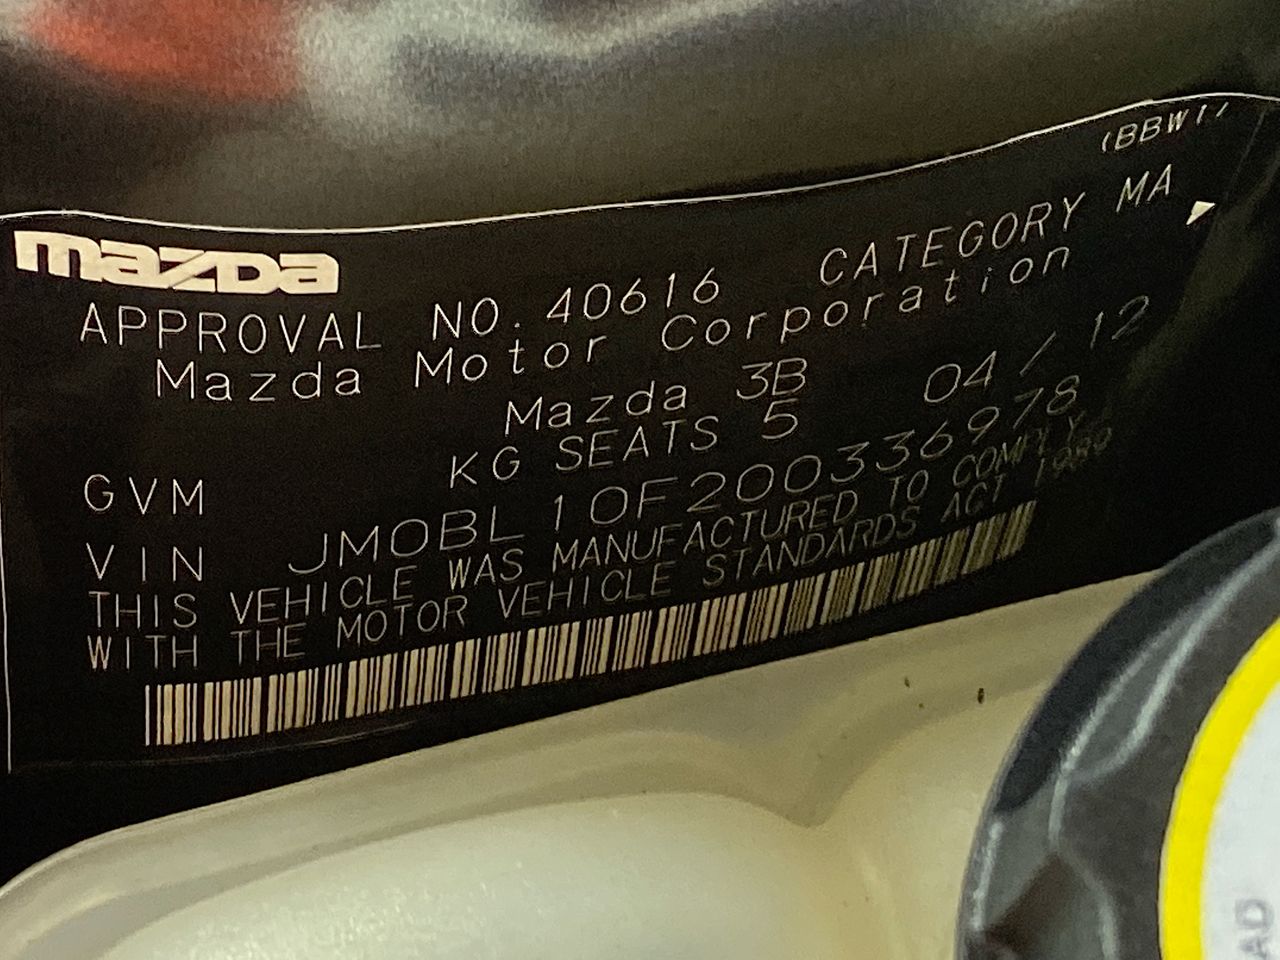 (BBW1)
mazda
APPROVAL NO. 40616 CATEGORY MA
Mazda Motor Corporation
Mazda 3B 04/12
GVM KG SEATS 5
VIN JM0BL10F200336978
THIS VEHICLE WAS MANUFACTURED TO COMPLY
WITH THE MOTOR VEHICLE STANDARDS ACT 1989
AD